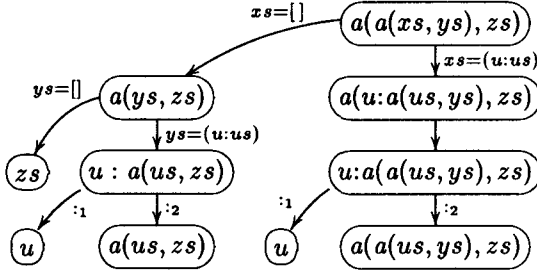 xs=[ ]
a(a(xs,ys),zs)
xs=(u:us)
ys=[]
a(ys,zs)
a(u:a(us,ys),zs)
ys=(u:us)
zs
u : a(us,zs)
u:a(a(us,ys),zs)
:1 :2 :1 :2
u
a(us,zs)
u
a(a(us,ys),zs)